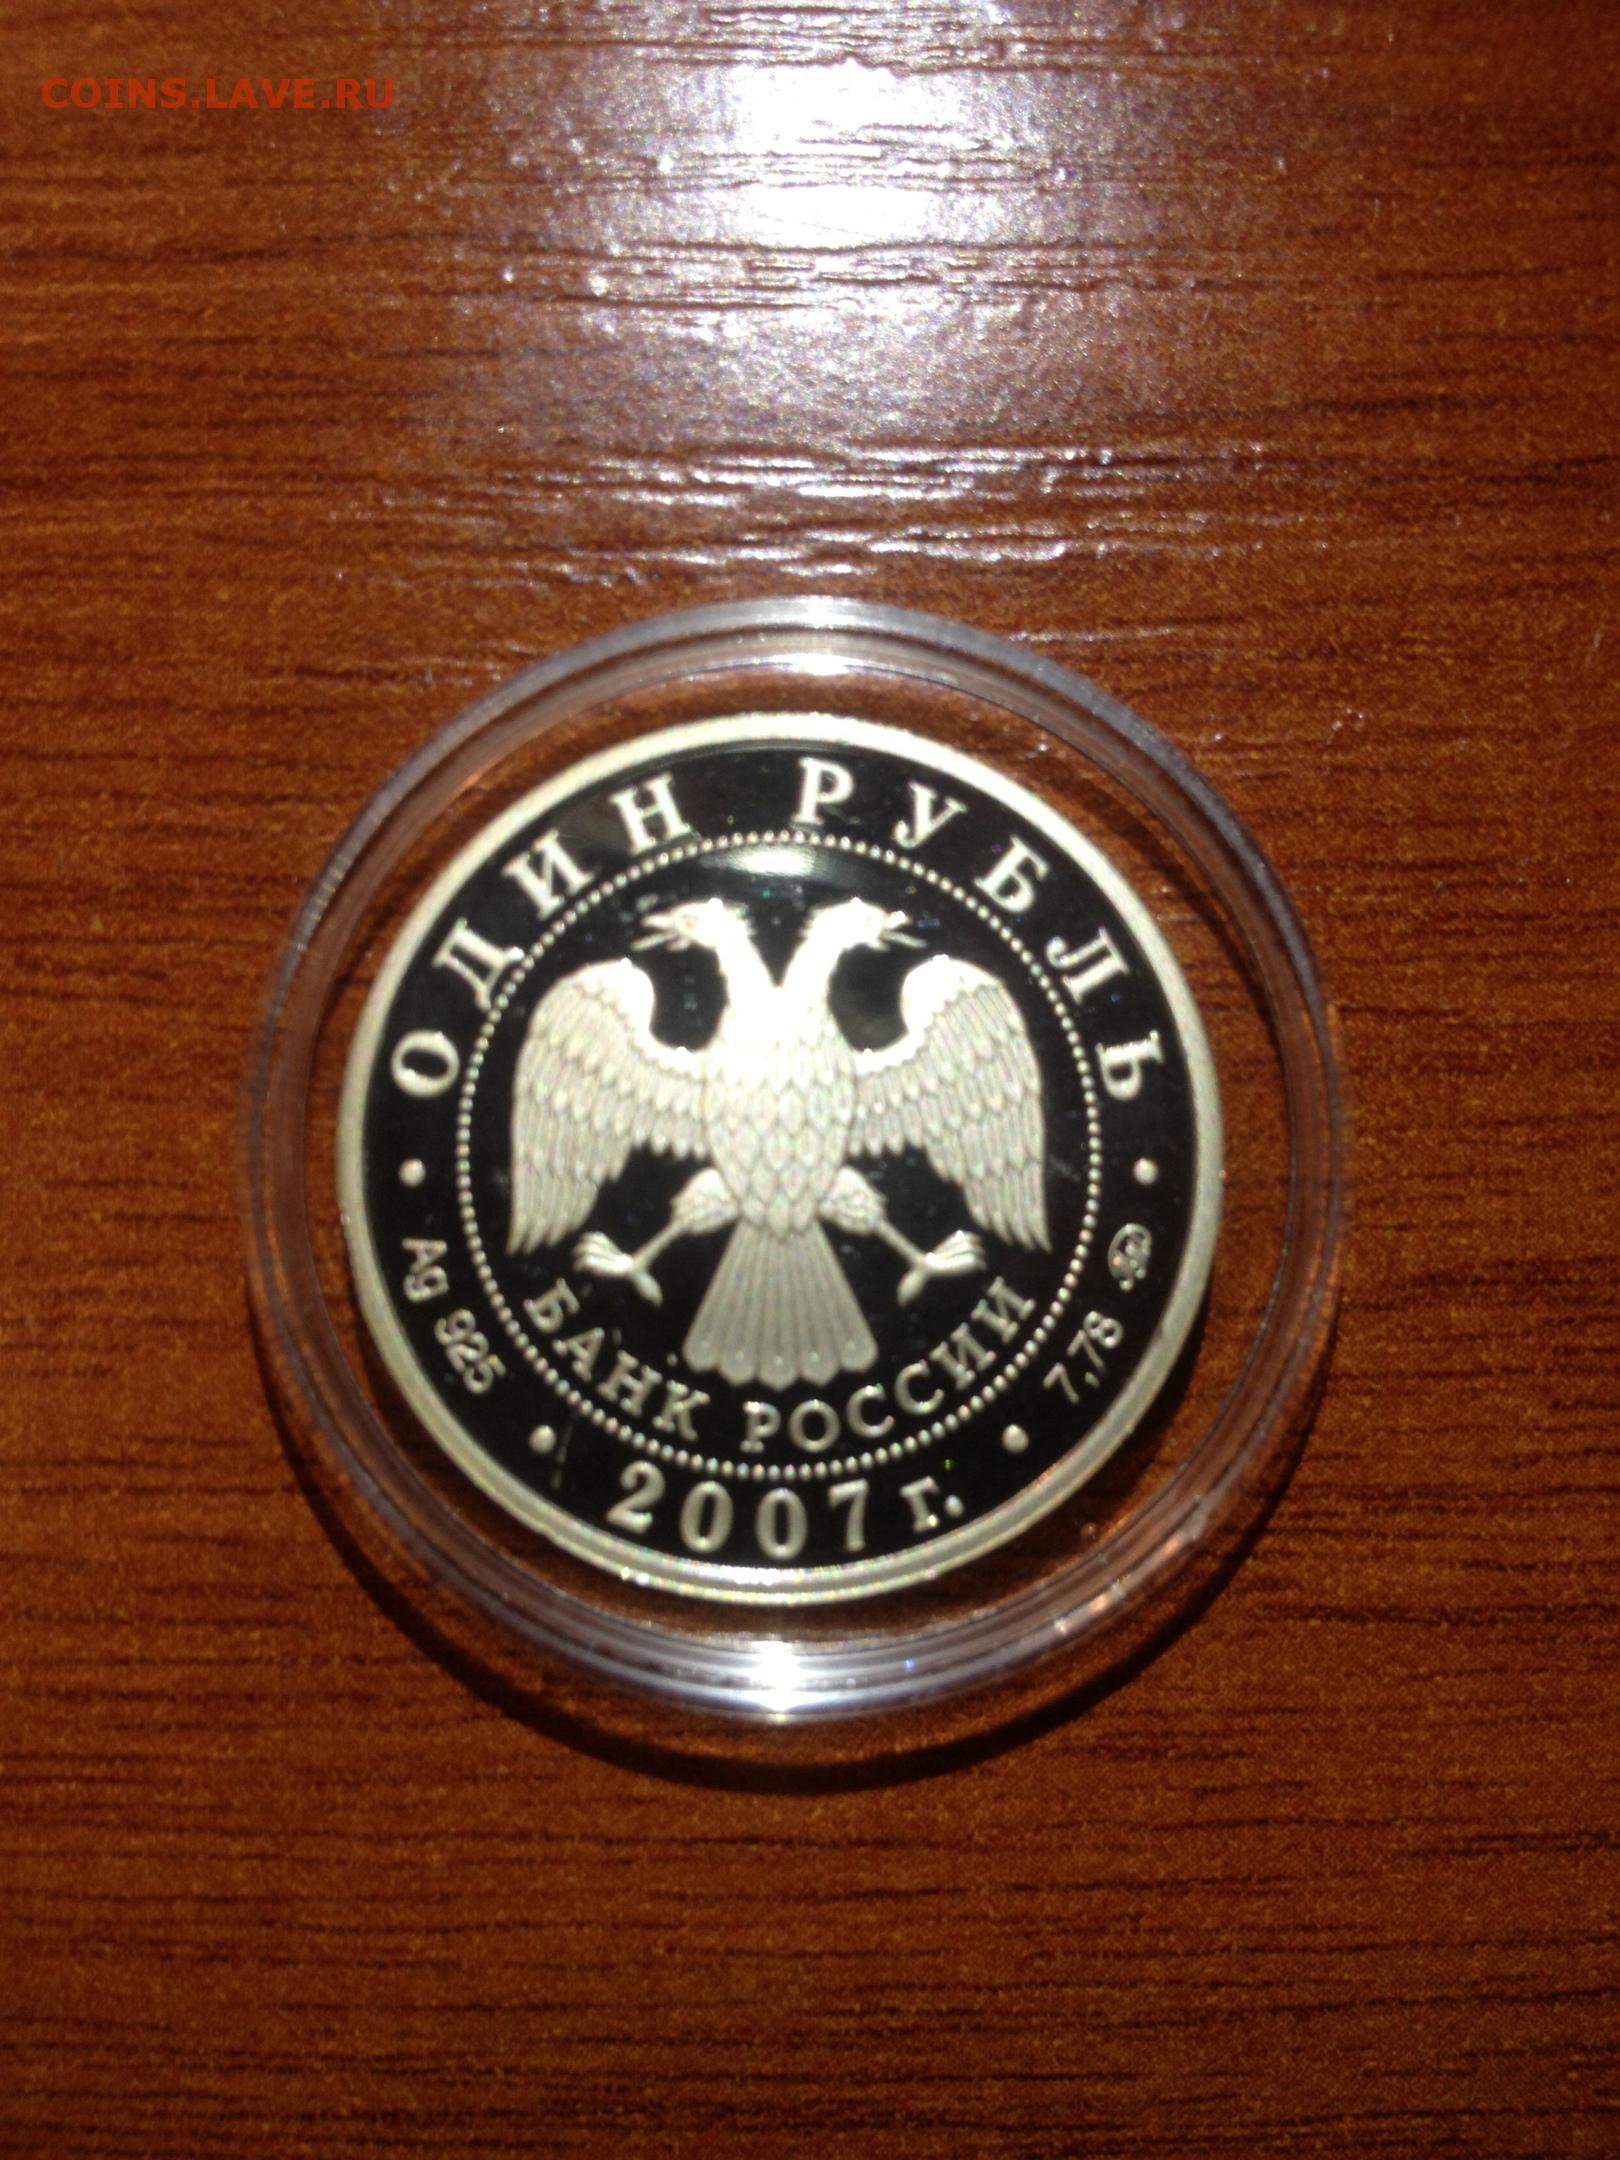 COINS.LAVE.RU
ОДИН РУБЛЬ
БАНК РОССИИ
Ag 925
2007 г.
7,78